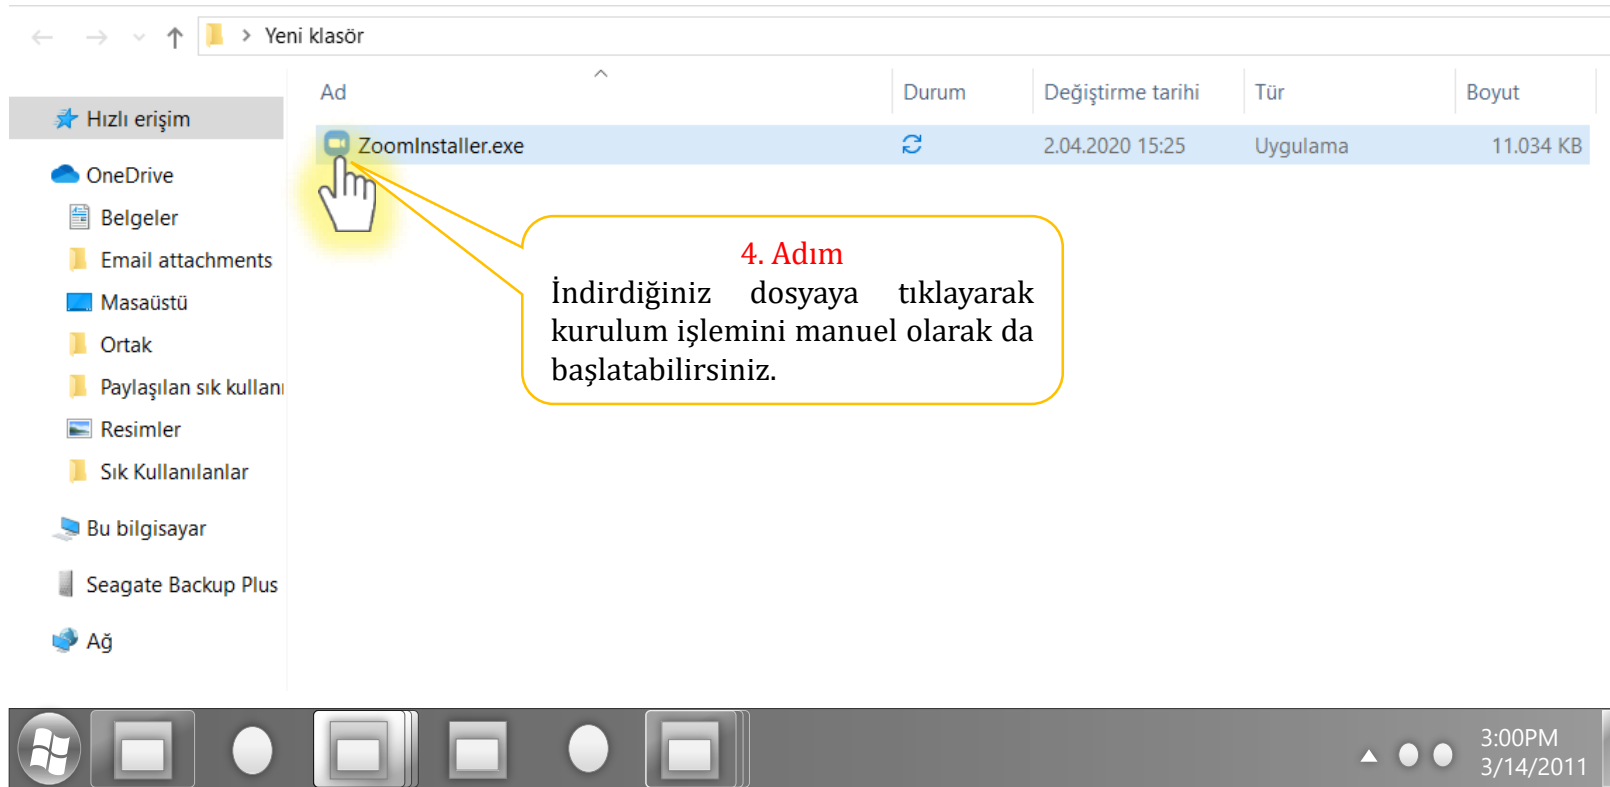 Yeni klasör
Ad Durum Değiştirme tarihi Tür Boyut
Hızlı erişim
ZoomInstaller.exe 2.04.2020 15:25 Uygulama 11.034 KB
OneDrive
Belgeler
Email attachments
Masaüstü
Ortak
Paylaşılan sık kullanı
Resimler
Sık Kullanılanlar
Bu bilgisayar
Seagate Backup Plus
Ağ
4. Adım
İndirdiğiniz dosyaya tıklayarak
kurulum işlemini manuel olarak da
başlatabilirsiniz.
3:00PM
3/14/2011